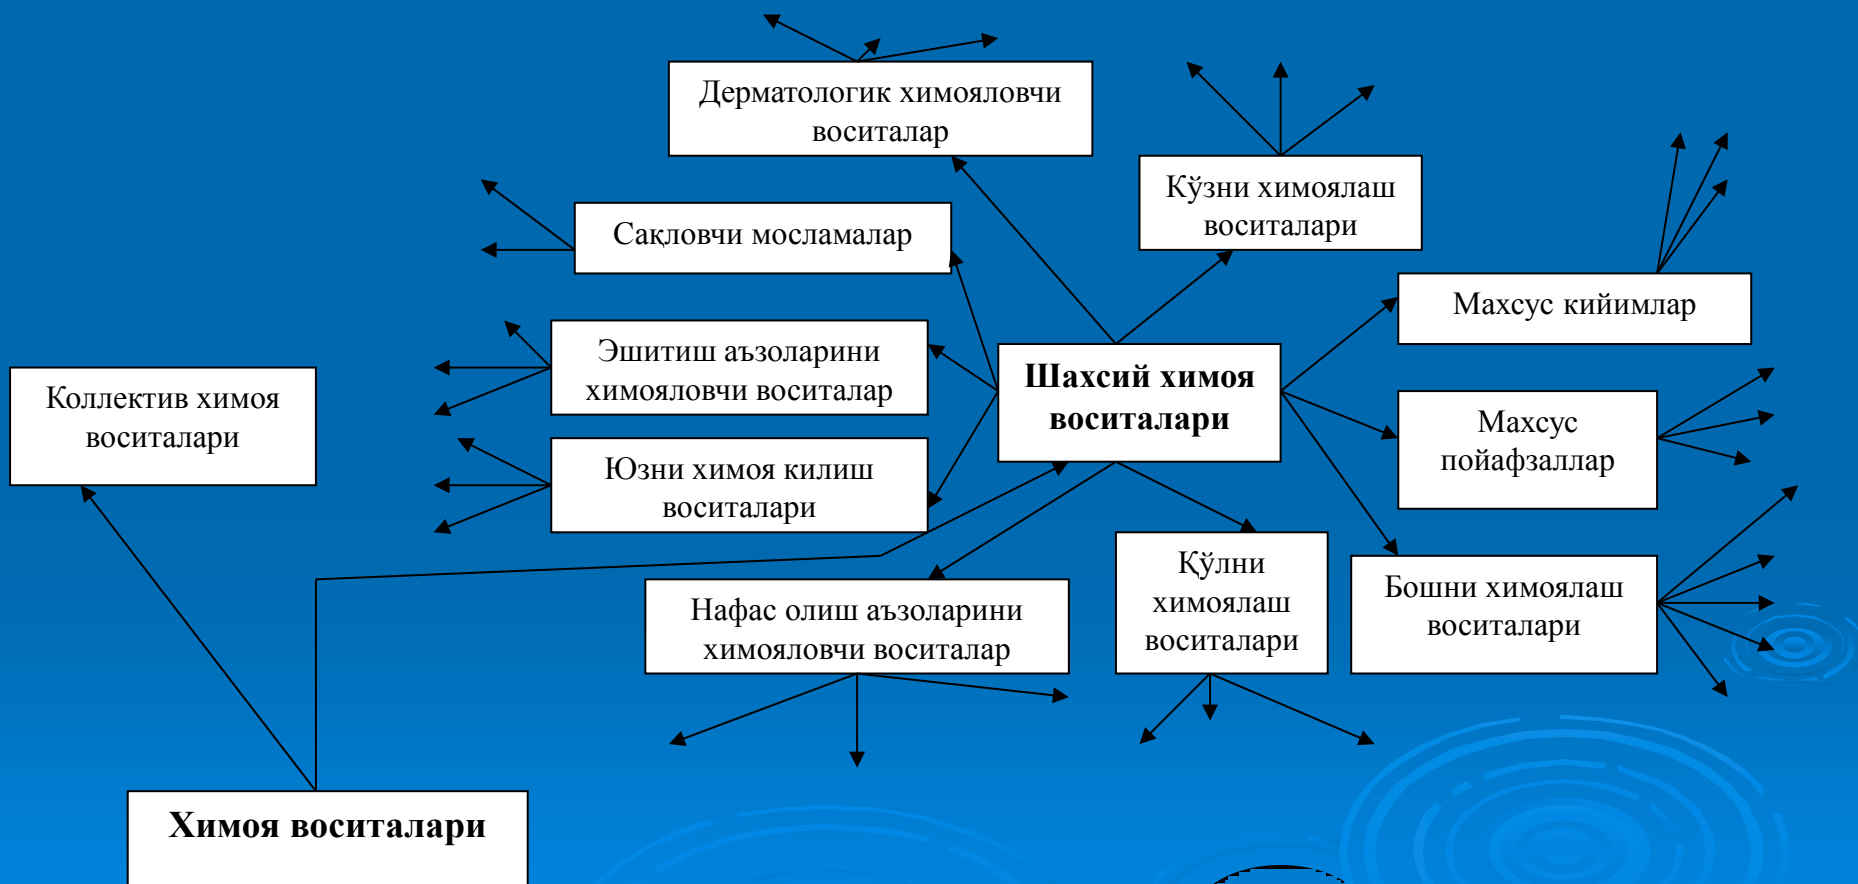 Дерматологик химояловчи
воситалар
Кўзни химоялаш
воситалари
Сақловчи мосламалар
Махсус кийимлар
Эшитиш аъзоларини
химояловчи воситалар
Шахсий химоя
воситалари
Коллектив химоя
воситалари
Махсус
пойафзаллар
Юзни химоя килиш
воситалари
Қўлни
химоялаш
воситалари
Бошни химоялаш
воситалари
Нафас олиш аъзоларини
химояловчи воситалар
Химоя воситалари